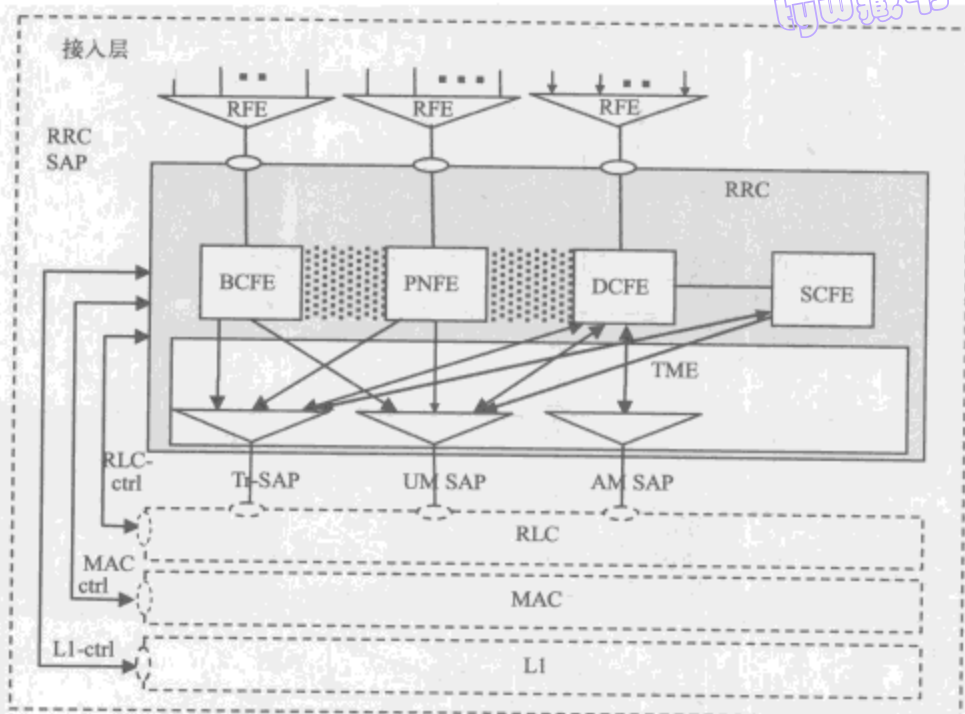 接入层
RFE
RFE
RFE
RRC
SAP
RRC
BCFE
PNFE
DCFE
SCFE
TME
RLC-
ctrl
Tr-SAP
UM SAP
AM SAP
RLC
MAC
ctrl
MAC
L1-ctrl
L1